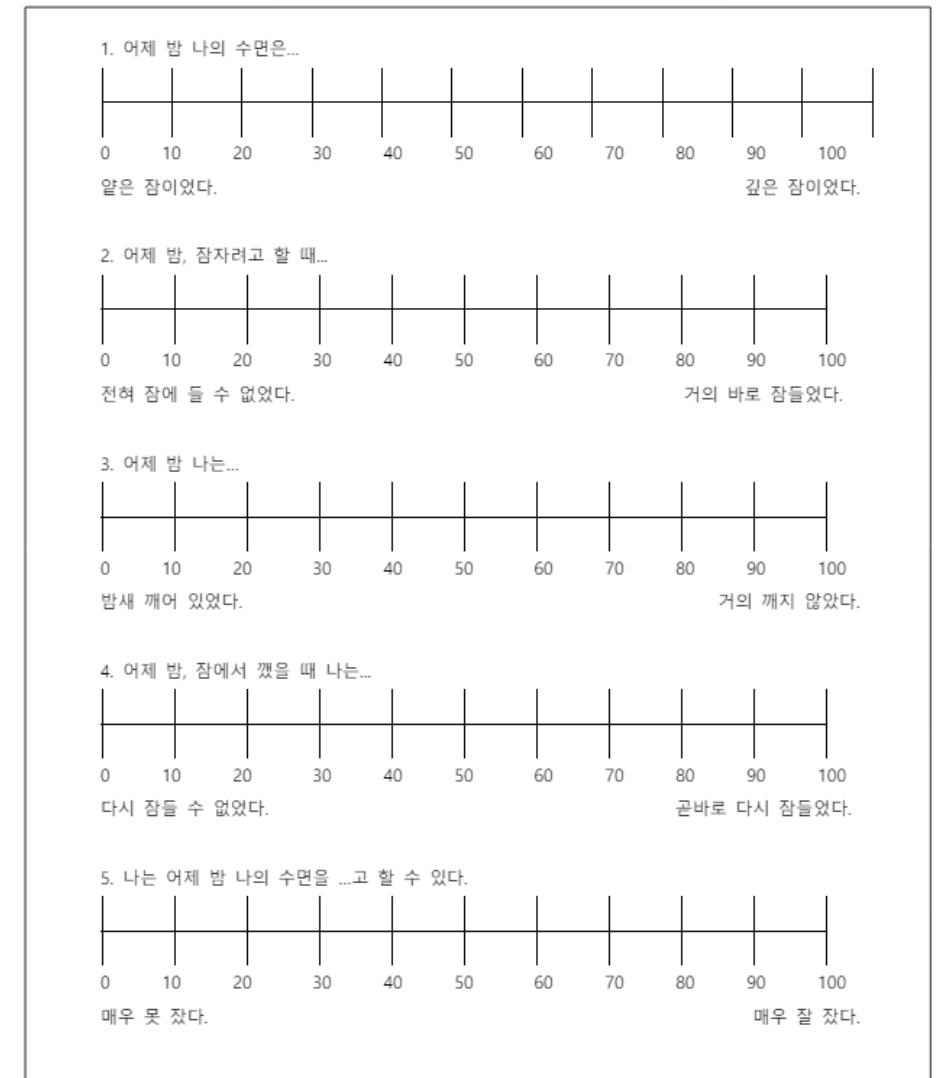 1. 어제 밤 나의 수면은...
0 10 20 30 40 50 60 70 80 90 100
얕은 잠이었다. 깊은 잠이었다.
2. 어제 밤, 잠자려고 할 때...
0 10 20 30 40 50 60 70 80 90 100
전혀 잠에 들 수 없었다. 거의 바로 잠들었다.
3. 어제 밤 나는...
0 10 20 30 40 50 60 70 80 90 100
밤새 깨어 있었다. 거의 깨지 않았다.
4. 어제 밤, 잠에서 깼을 때 나는...
0 10 20 30 40 50 60 70 80 90 100
다시 잠들 수 없었다. 곧바로 다시 잠들었다.
5. 나는 어제 밤 나의 수면을 ...고 할 수 있다.
0 10 20 30 40 50 60 70 80 90 100
매우 못 잤다. 매우 잘 잤다.